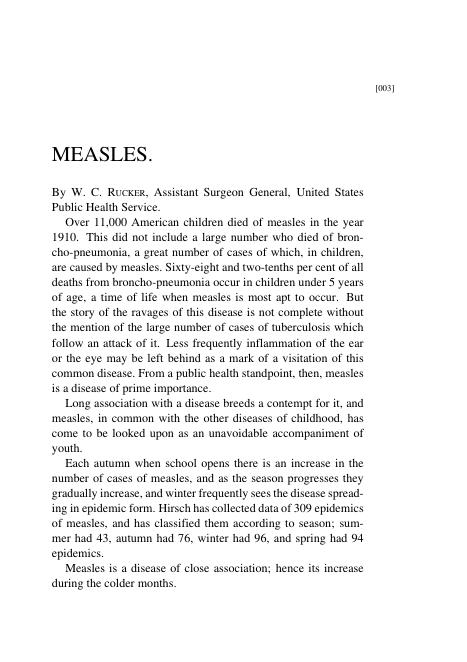 [003]
MEASLES.
By W. C. RUCKER, Assistant Surgeon General, United States
Public Health Service.
Over 11,000 American children died of measles in the year
1910. This did not include a large number who died of bron-
cho-pneumonia, a great number of cases of which, in children,
are caused by measles. Sixty-eight and two-tenths per cent of all
deaths from broncho-pneumonia occur in children under 5 years
of age, a time of life when measles is most apt to occur. But
the story of the ravages of this disease is not complete without
the mention of the large number of cases of tuberculosis which
follow an attack of it. Less frequently inflammation of the ear
or the eye may be left behind as a mark of a visitation of this
common disease. From a public health standpoint, then, measles
is a disease of prime importance.
Long association with a disease breeds a contempt for it, and
measles, in common with the other diseases of childhood, has
come to be looked upon as an unavoidable accompaniment of
youth.
Each autumn when school opens there is an increase in the
number of cases of measles, and as the season progresses they
gradually increase, and winter frequently sees the disease spread-
ing in epidemic form. Hirsch has collected data of 309 epidemics
of measles, and has classified them according to season; sum-
mer had 43, autumn had 76, winter had 96, and spring had 94
epidemics.
Measles is a disease of close association; hence its increase
during the colder months.